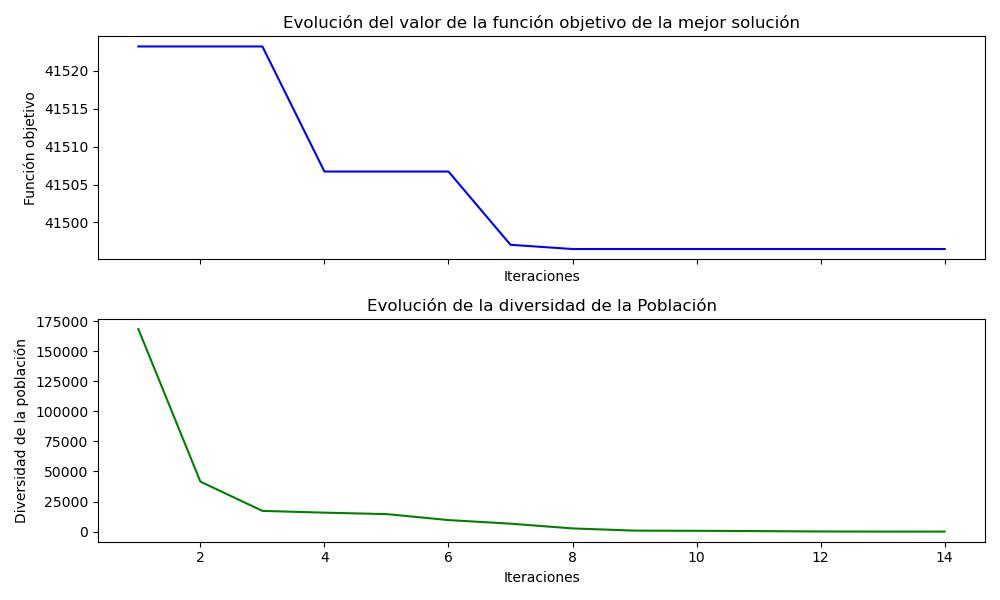 Evolución del valor de la función objetivo de la mejor solución
Función objetivo
41520
41515
41510
41505
41500
Iteraciones
Evolución de la diversidad de la Población
Diversidad de la población
175000
150000
125000
100000
75000
50000
25000
0
2 4 6 8 10 12 14
Iteraciones